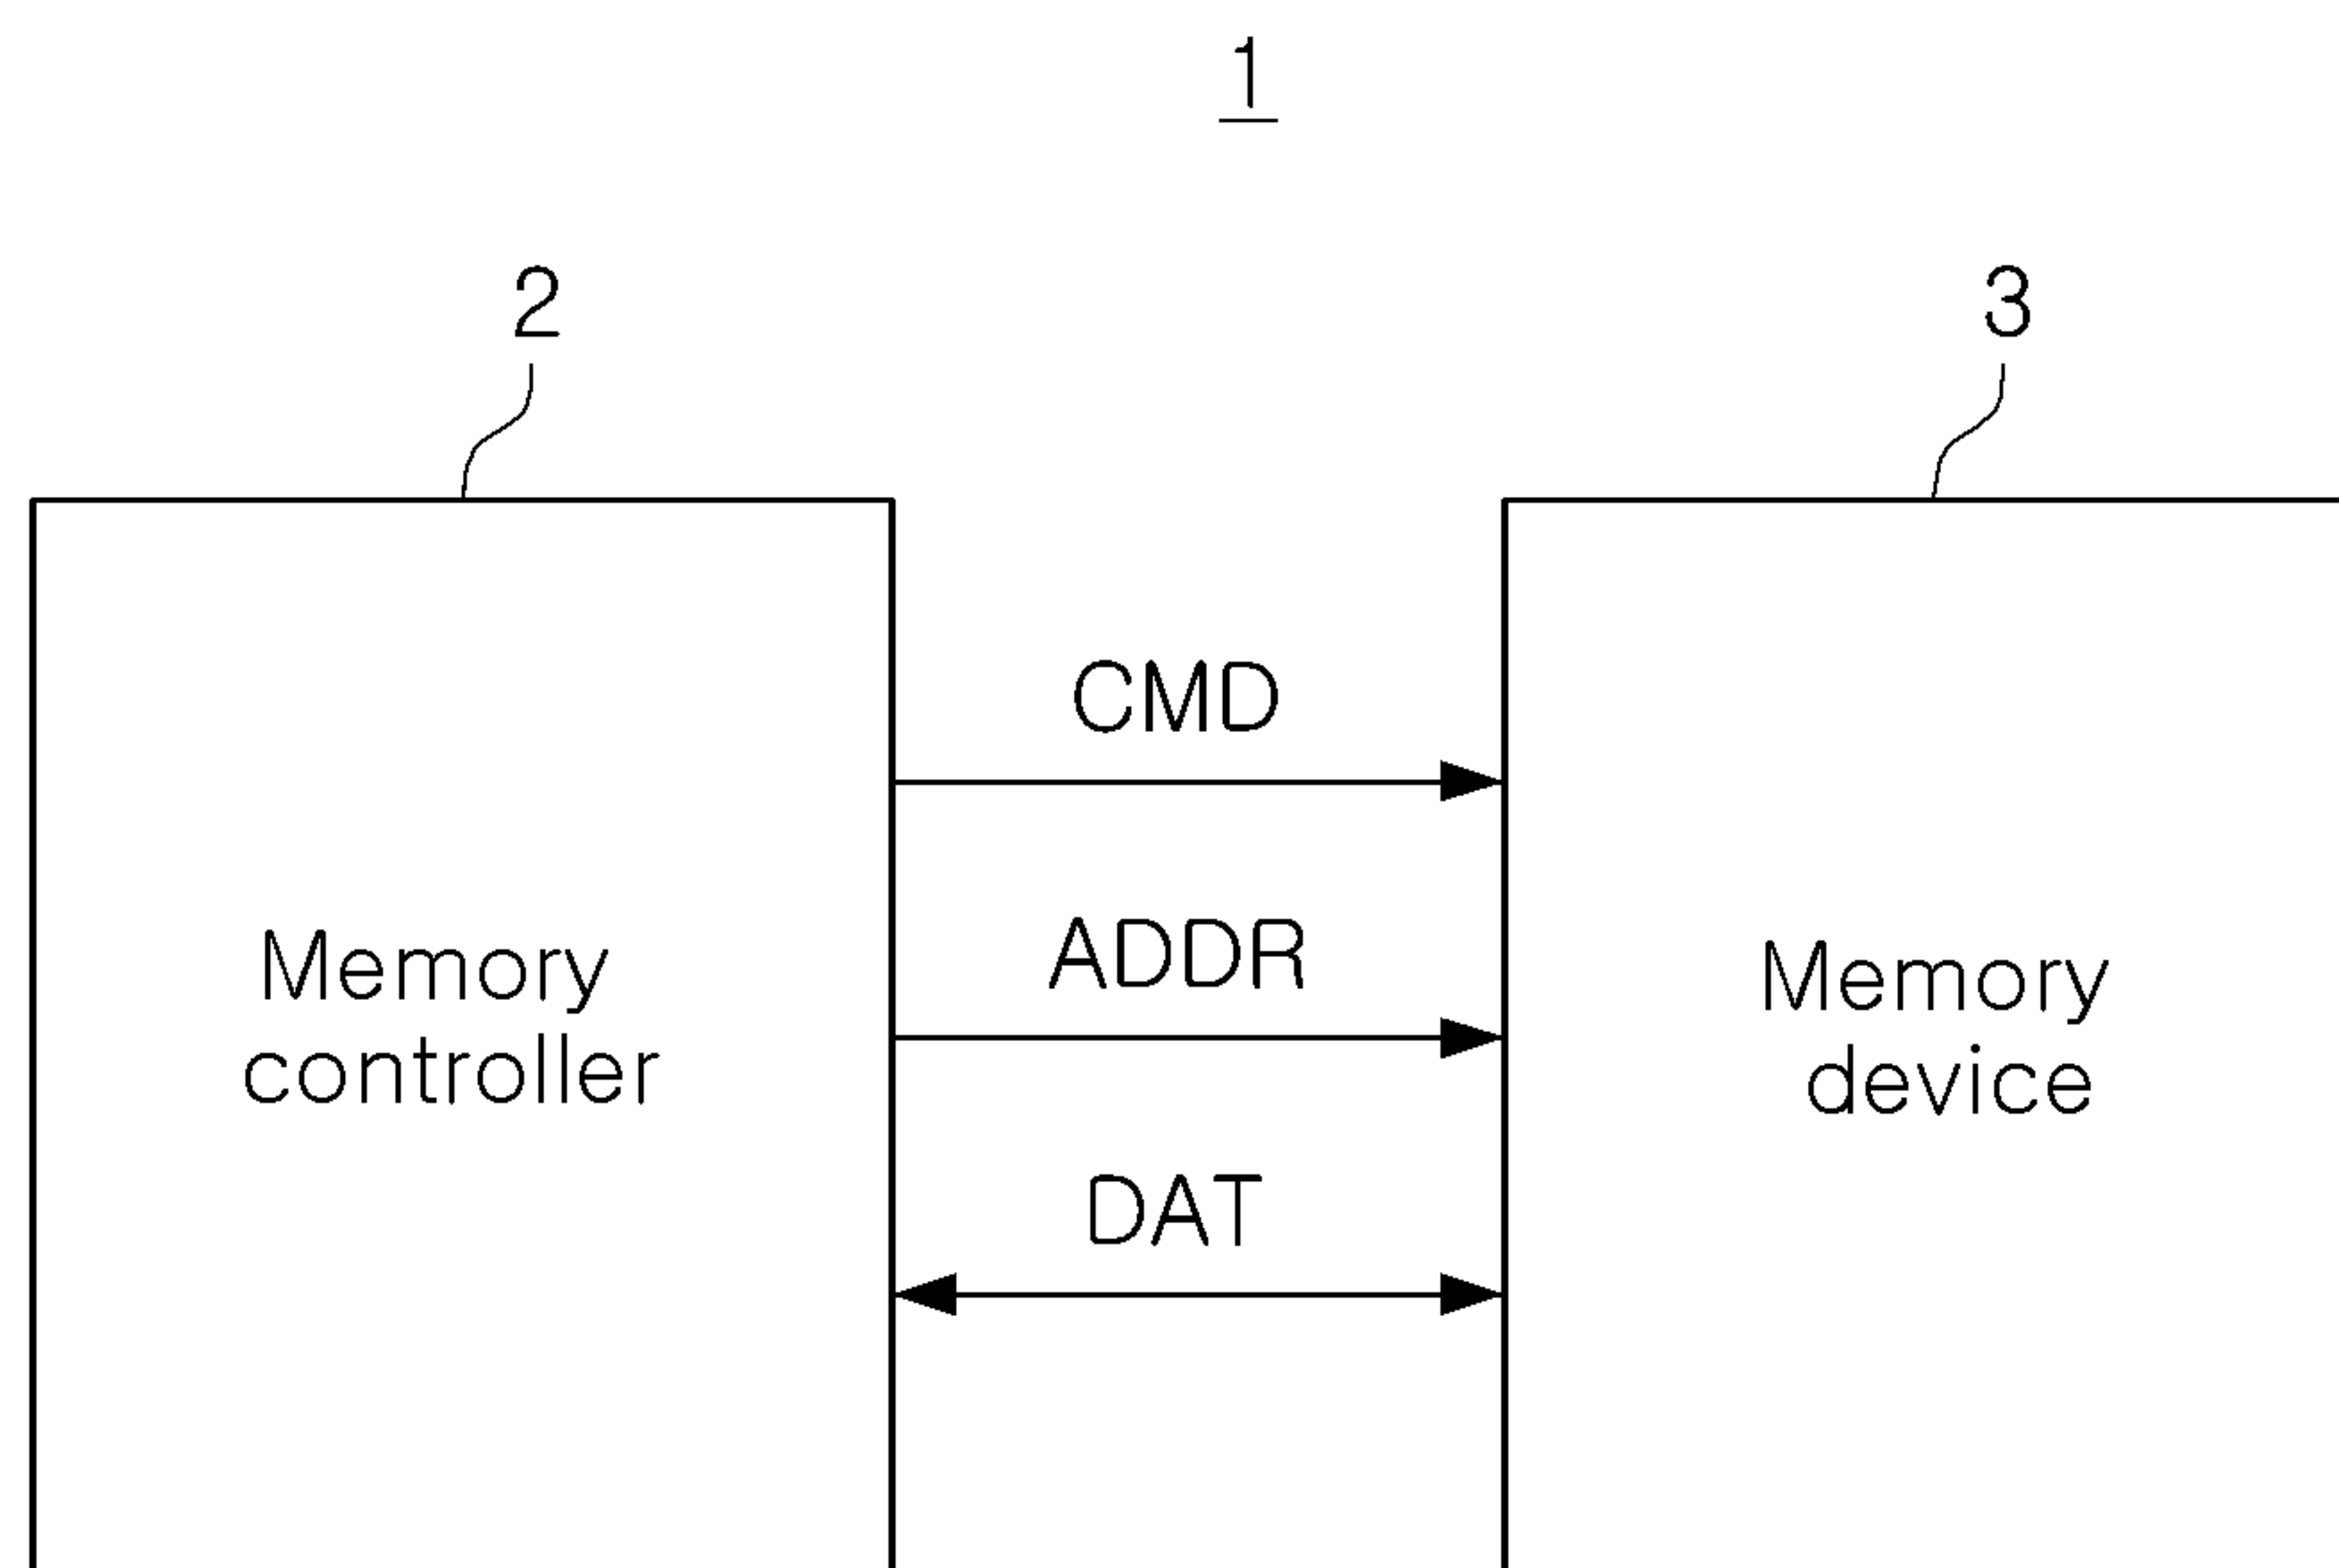 1
2
3
CMD
ADDR
DAT
Memory
controller
Memory
device